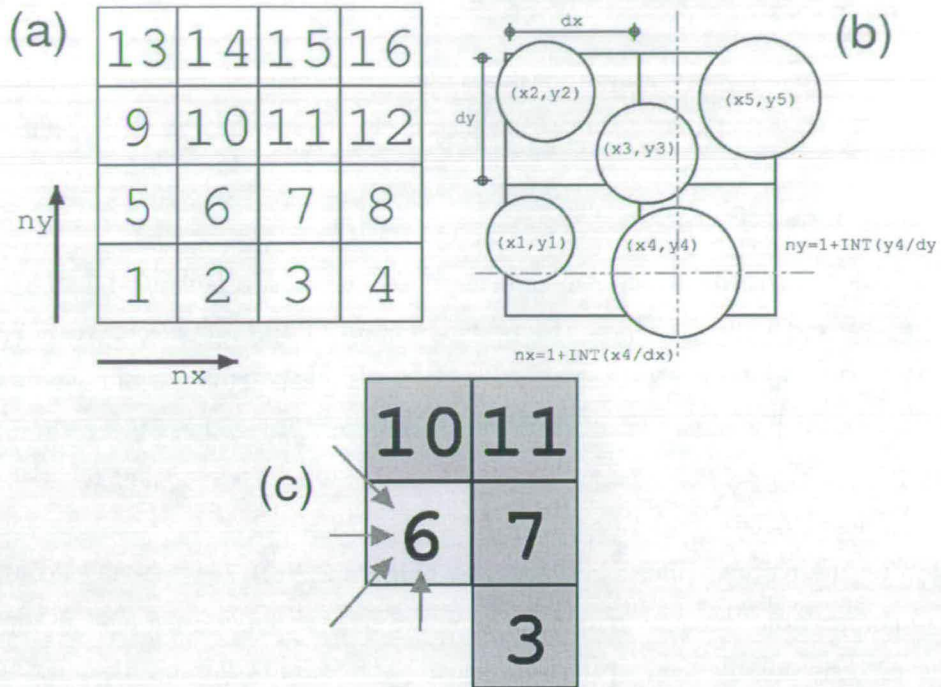 (a)
13 14 15 16
9 10 11 12
5 6 7 8
1 2 3 4
ny
nx
(b)
dx
dy
(x2,y2)
(x5,y5)
(x3,y3)
(x1,y1)
(x4,y4)
ny=1+INT(y4/dy
nx=1+INT(x4/dx)
(c)
10 11
6 7
3